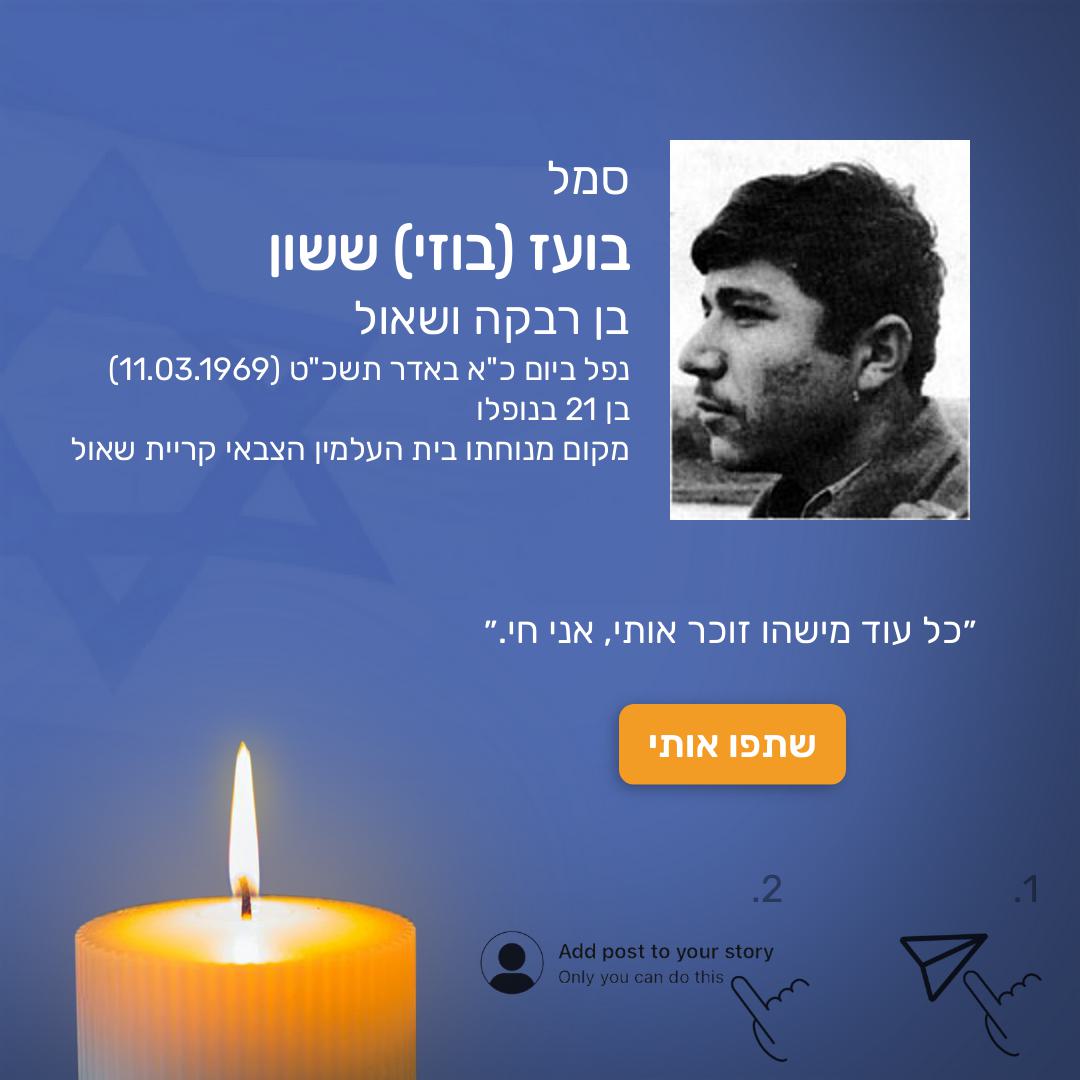 סמל
בועז (בוזי) ששון
בן רבקה ושאול
נפל ביום כ"א באדר תשכ"ט (11.03.1969)
בן 21 בנופלו
מקום מנוחתו בית העלמין הצבאי קריית שאול
״כל עוד מישהו זוכר אותי, אני חי.״
שתפו אותי
.1
.2
Add post to your story
Only you can do this